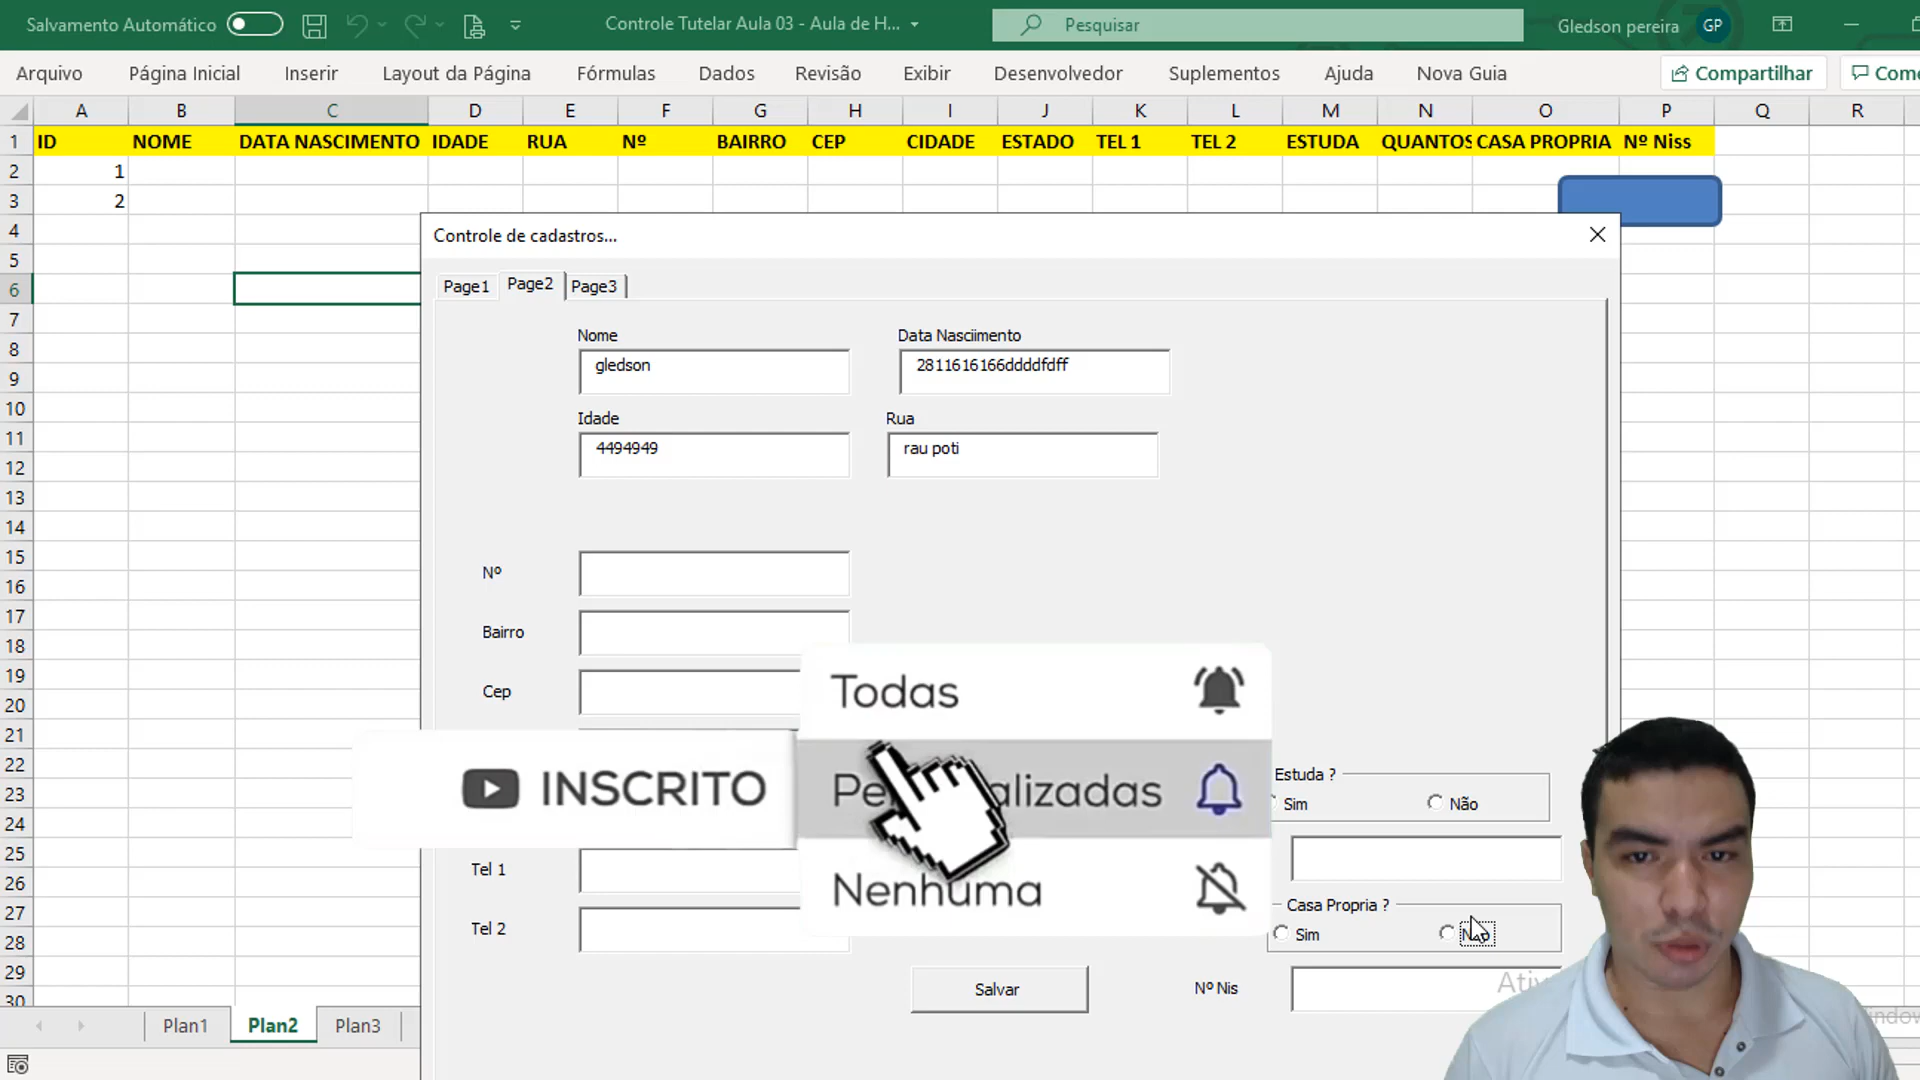 Salvamento Automático
Controle Tutelar Aula 03 - Aula de H...
Pesquisar
Gledson pereira
GP
Arquivo
Página Inicial
Inserir
Layout da Página
Fórmulas
Dados
Revisão
Exibir
Desenvolvedor
Suplementos
Ajuda
Nova Guia
Compartilhar
A B C D E F G H I J K L M N O P Q R
1 ID NOME DATA NASCIMENTO IDADE RUA Nº BAIRRO CEP CIDADE ESTADO TEL 1 TEL 2 ESTUDA QUANTOS CASA PROPRIA Nº Niss
2 1
3 2
4
5
6
7
8
9
10
11
12
13
14
15
16
17
18
19
20
21
22
23
24
25
26
27
28
29
30
Controle de cadastros...
Page1 Page2 Page3
Nome
gledson
Data Nasciimento
2811616166ddddfdff
Idade
4494949
Rua
rau poti
Nº
Bairro
Cep
Todas
INSCRITO
Nenhuma
Estuda ?
Sim
Não
Tel 1
Casa Propria ?
Sim
Tel 2
Salvar
Nº Nis
Plan1 Plan2 Plan3